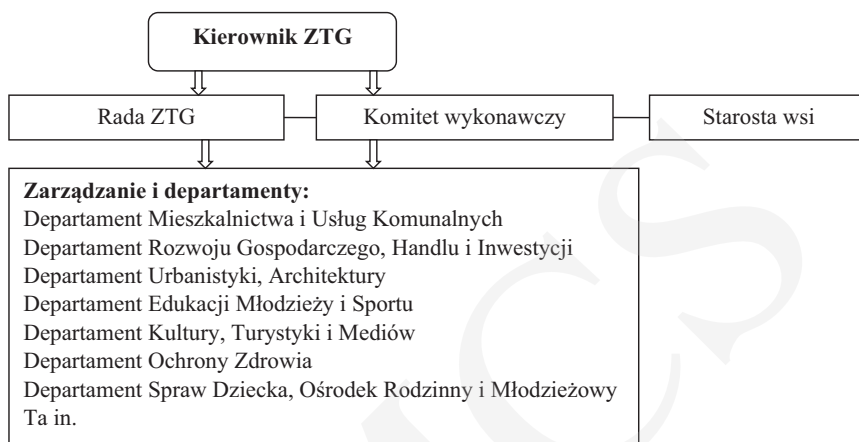 Kierownik ZTG
Rada ZTG
Komitet wykonawczy
Starosta wsi
Zarządzanie i departamenty:
Departament Mieszkalnictwa i Usług Komunalnych
Departament Rozwoju Gospodarczego, Handlu i Inwestycji
Departament Urbanistyki, Architektury
Departament Edukacji Młodzieży i Sportu
Departament Kultury, Turystyki i Mediów
Departament Ochrony Zdrowia
Departament Spraw Dziecka, Ośrodek Rodzinny i Młodzieżowy
Ta in.